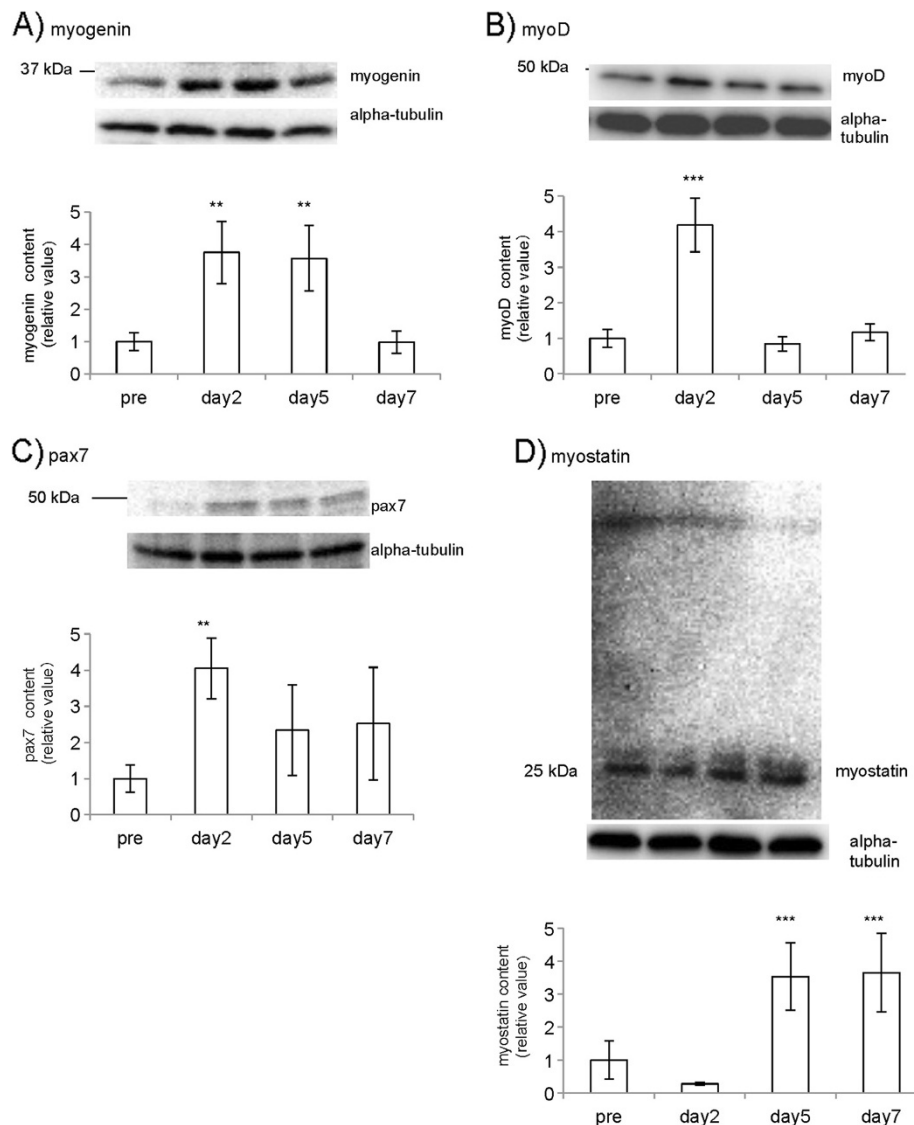 A) myogenin
37 kDa
myogenin
alpha-tubulin
** **
5
4
3
2
1
0
myogenin content
(relative value)
pre day2 day5 day7
B) myoD
50 kDa
myoD
alpha-
tubulin
***
5
4
3
2
1
0
myoD content
(relative value)
pre day2 day5 day7
C) pax7
50 kDa
pax7
alpha-tubulin
**
5
4
3
2
1
0
pax7 content
(relative value)
pre day2 day5 day7
D) myostatin
25 kDa
myostatin
alpha-
tubulin
*** ***
5
4
3
2
1
0
myostatin content
(relative value)
pre day2 day5 day7